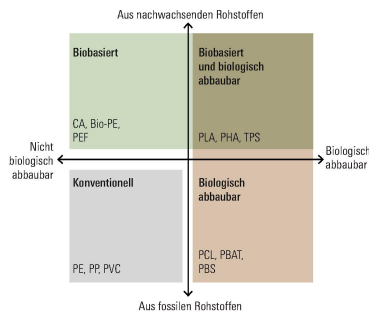 Aus nachwachsenden Rohstoffen
Biobasiert
CA, Bio-PE,
PEF
Biobasiert
und biologisch
abbaubar
PLA, PHA, TPS
Nicht
biologisch
abbaubar
Biologisch
abbaubar
Konventionell
PE, PP, PVC
Biologisch
abbaubar
PCL, PBAT,
PBS
Aus fossilen Rohstoffen